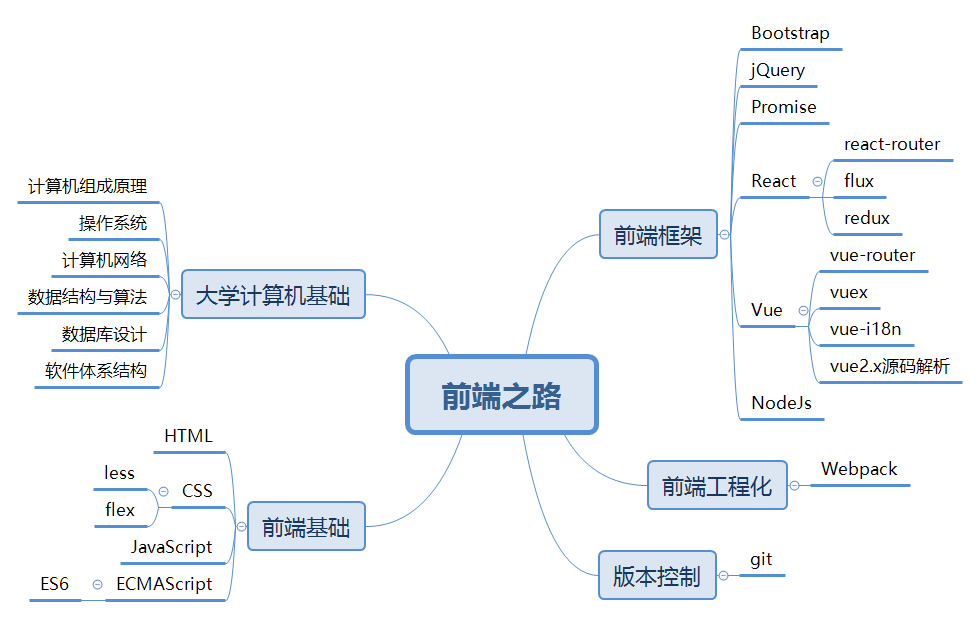 前端之路
前端框架
Bootstrap
jQuery
Promise
React
react-router
flux
redux
Vue
vue-router
vuex
vue-i18n
vue2.x源码解析
NodeJs
前端工程化
Webpack
版本控制
git
大学计算机基础
计算机组成原理
操作系统
计算机网络
数据结构与算法
数据库设计
软件体系结构
前端基础
HTML
CSS
less
flex
JavaScript
ECMAScript
ES6